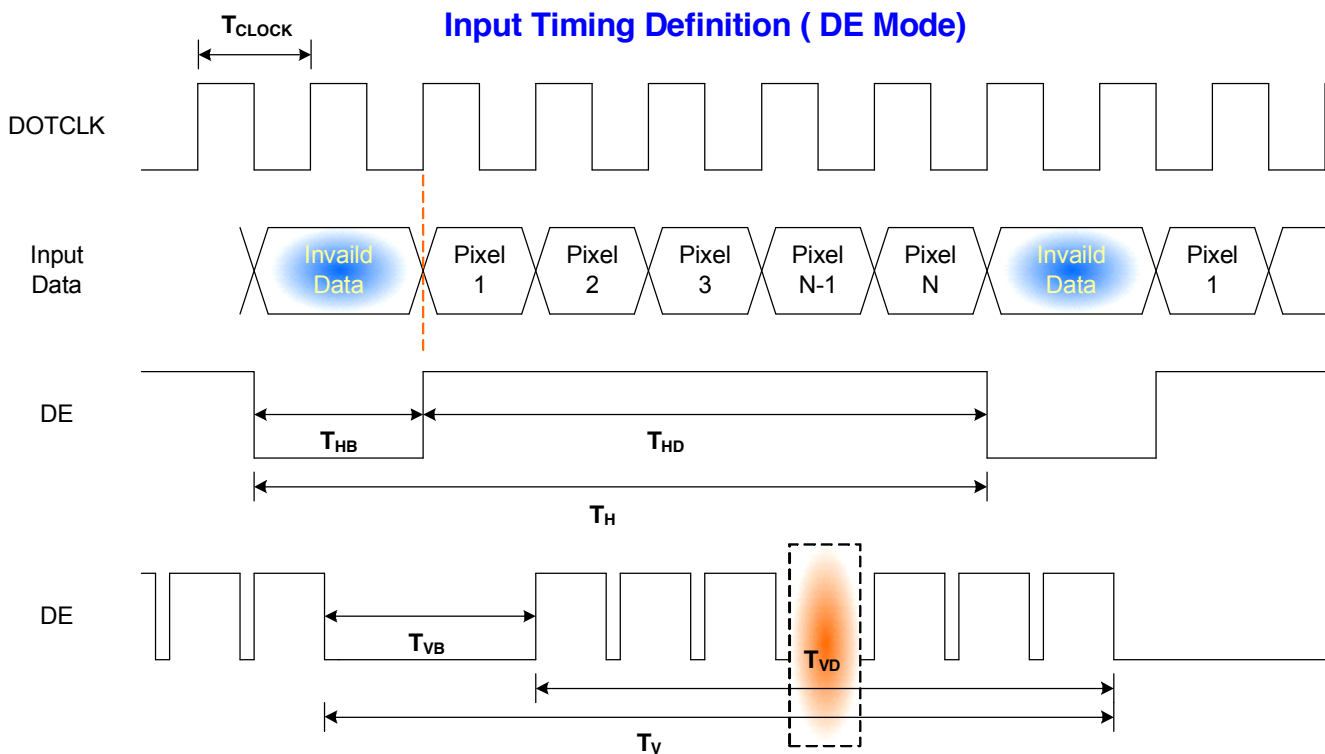 Input Timing Definition ( DE Mode)
TCLOCK
DOTCLK
Input
Data
Invaild
Data
Pixel
1
Pixel
2
Pixel
3
Pixel
N-1
Pixel
N
Invaild
Data
Pixel
1
DE
THB
THD
TH
DE
TVB
TVD
TV